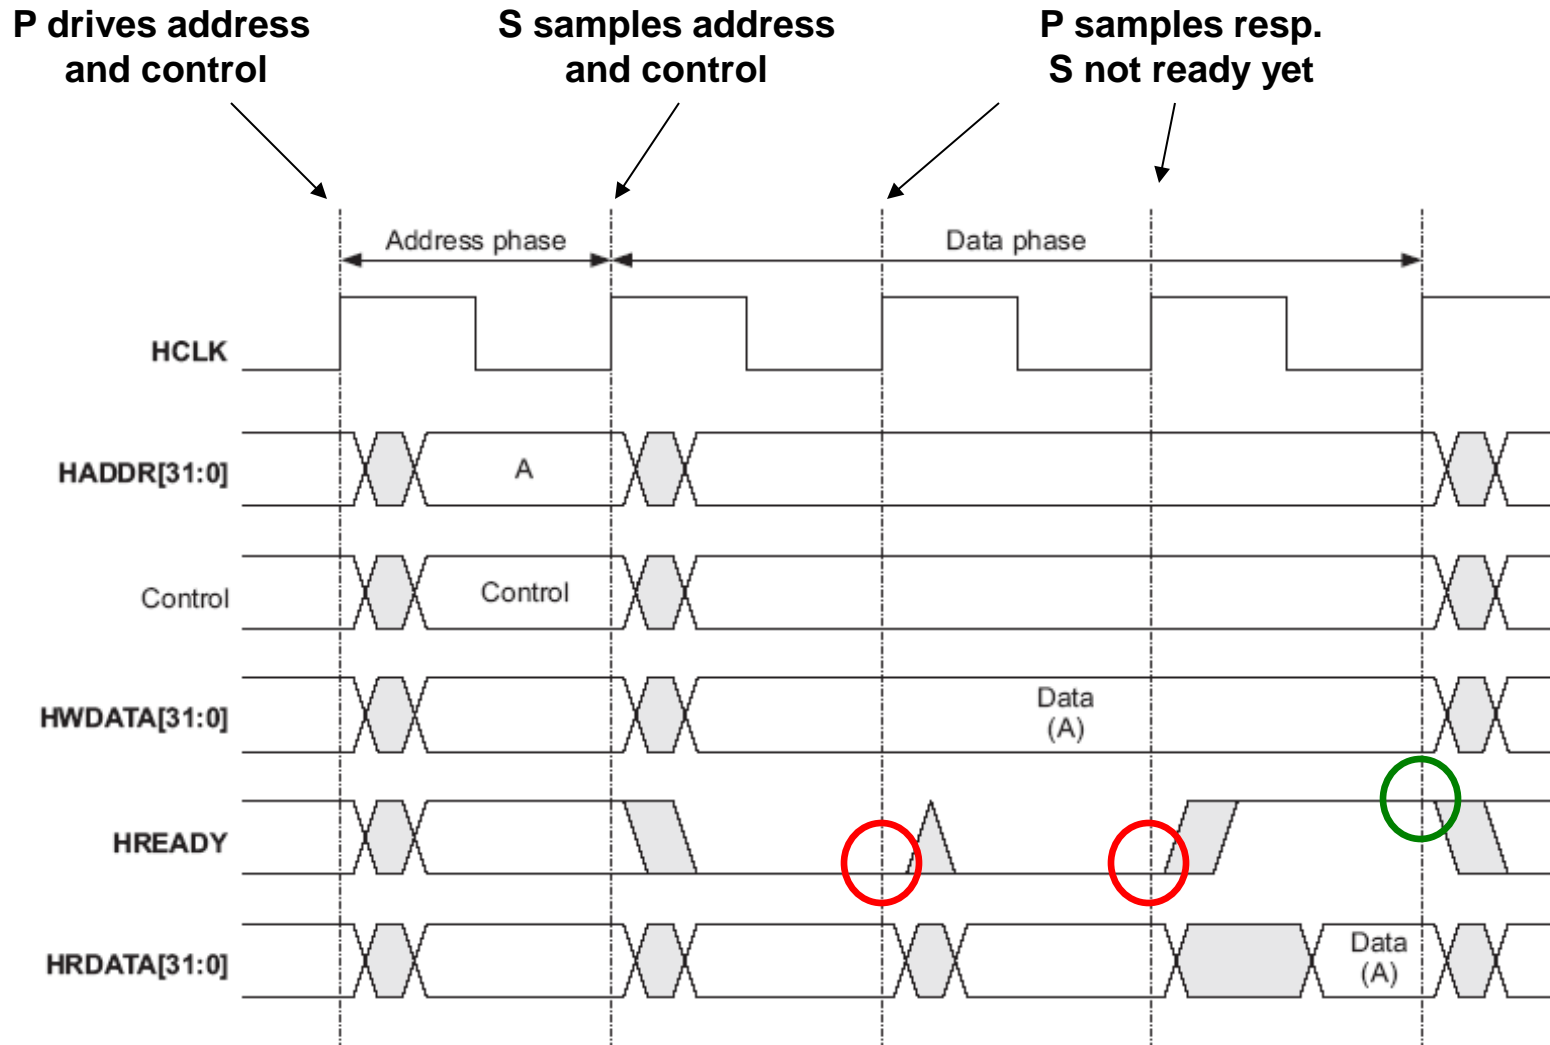 P drives address
and control
S samples address
and control
P samples resp.
S not ready yet
Address phase
Data phase
HCLK
HADDR[31:0]
A
Control
Control
HWDATA[31:0]
Data
(A)
HREADY
HRDATA[31:0]
Data
(A)